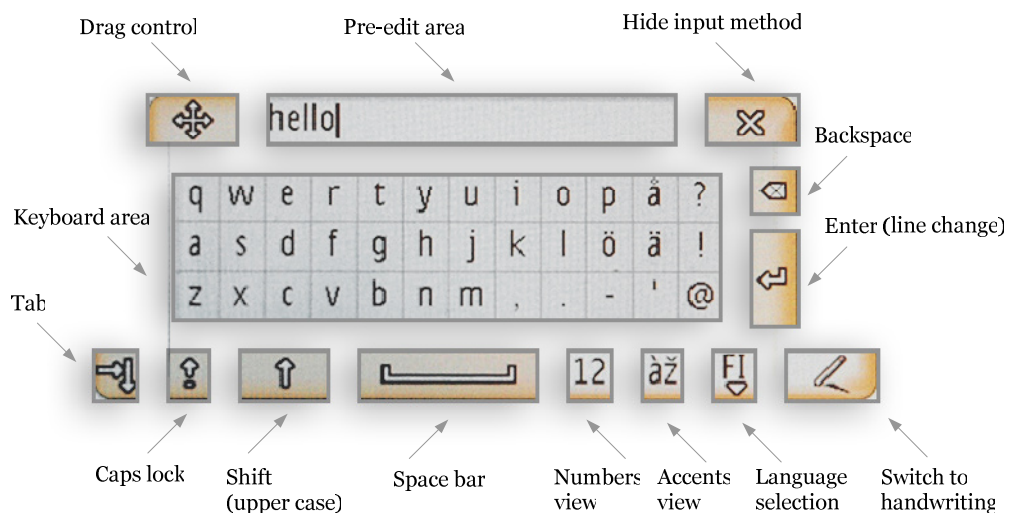 Drag control
Pre-edit area
Hide input method
hello
Backspace
q w e r t y u i o p å ?
Keyboard area
Enter (line change)
a s d f g h j k l ö ä !
z x c v b n m , . - ' @
Tab
12
àž
FI
Caps lock
Shift
(upper case)
Space bar
Numbers
view
Accents
view
Language
selection
Switch to
handwriting